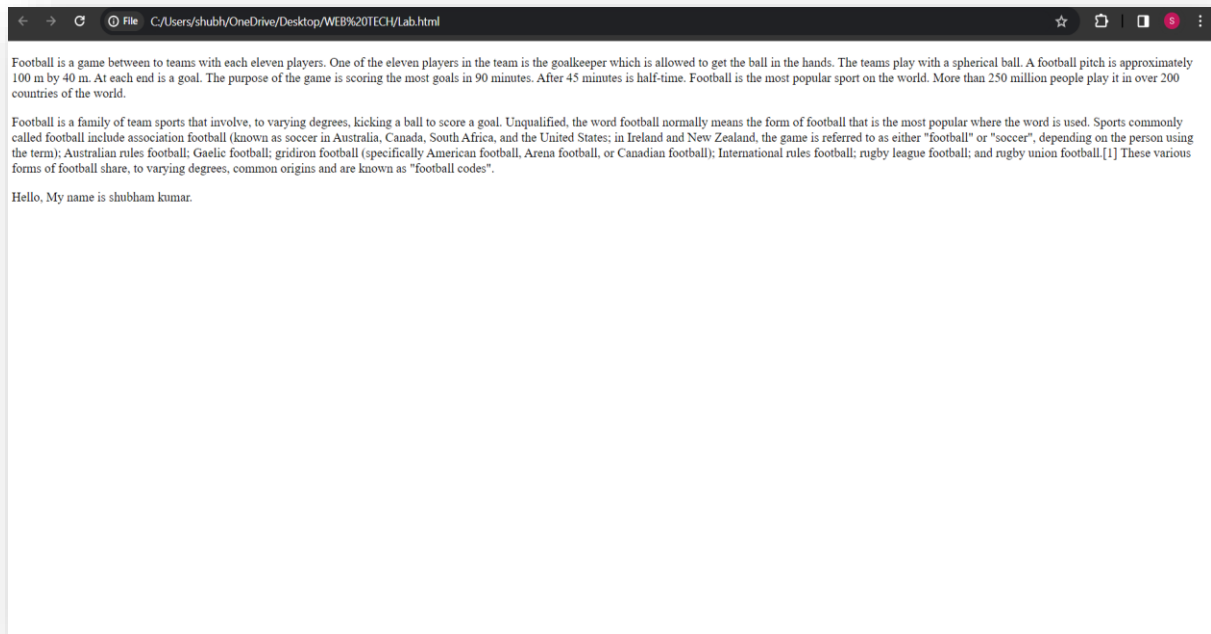 File C:/Users/shubh/OneDrive/Desktop/WEB%20TECH/Lab.html
S
Football is a game between to teams with each eleven players. One of the eleven players in the team is the goalkeeper which is allowed to get the ball in the hands. The teams play with a spherical ball. A football pitch is approximately
100 m by 40 m. At each end is a goal. The purpose of the game is scoring the most goals in 90 minutes. After 45 minutes is half-time. Football is the most popular sport on the world. More than 250 million people play it in over 200
countries of the world.
Football is a family of team sports that involve, to varying degrees, kicking a ball to score a goal. Unqualified, the word football normally means the form of football that is the most popular where the word is used. Sports commonly
called football include association football (known as soccer in Australia, Canada, South Africa, and the United States; in Ireland and New Zealand, the game is referred to as either "football" or "soccer", depending on the person using
the term); Australian rules football; Gaelic football; gridiron football (specifically American football, Arena football, or Canadian football); International rules football; rugby league football; and rugby union football.[1] These various
forms of football share, to varying degrees, common origins and are known as "football codes".
Hello, My name is shubham kumar.